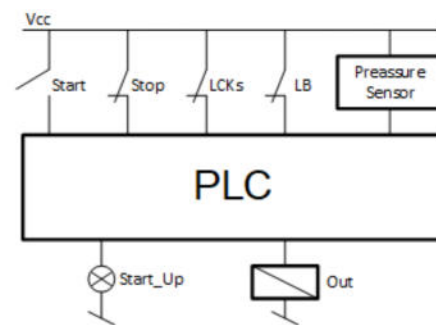 Vcc
Start
Stop
LCKs
LB
Preassure
Sensor
PLC
Start_Up
Out